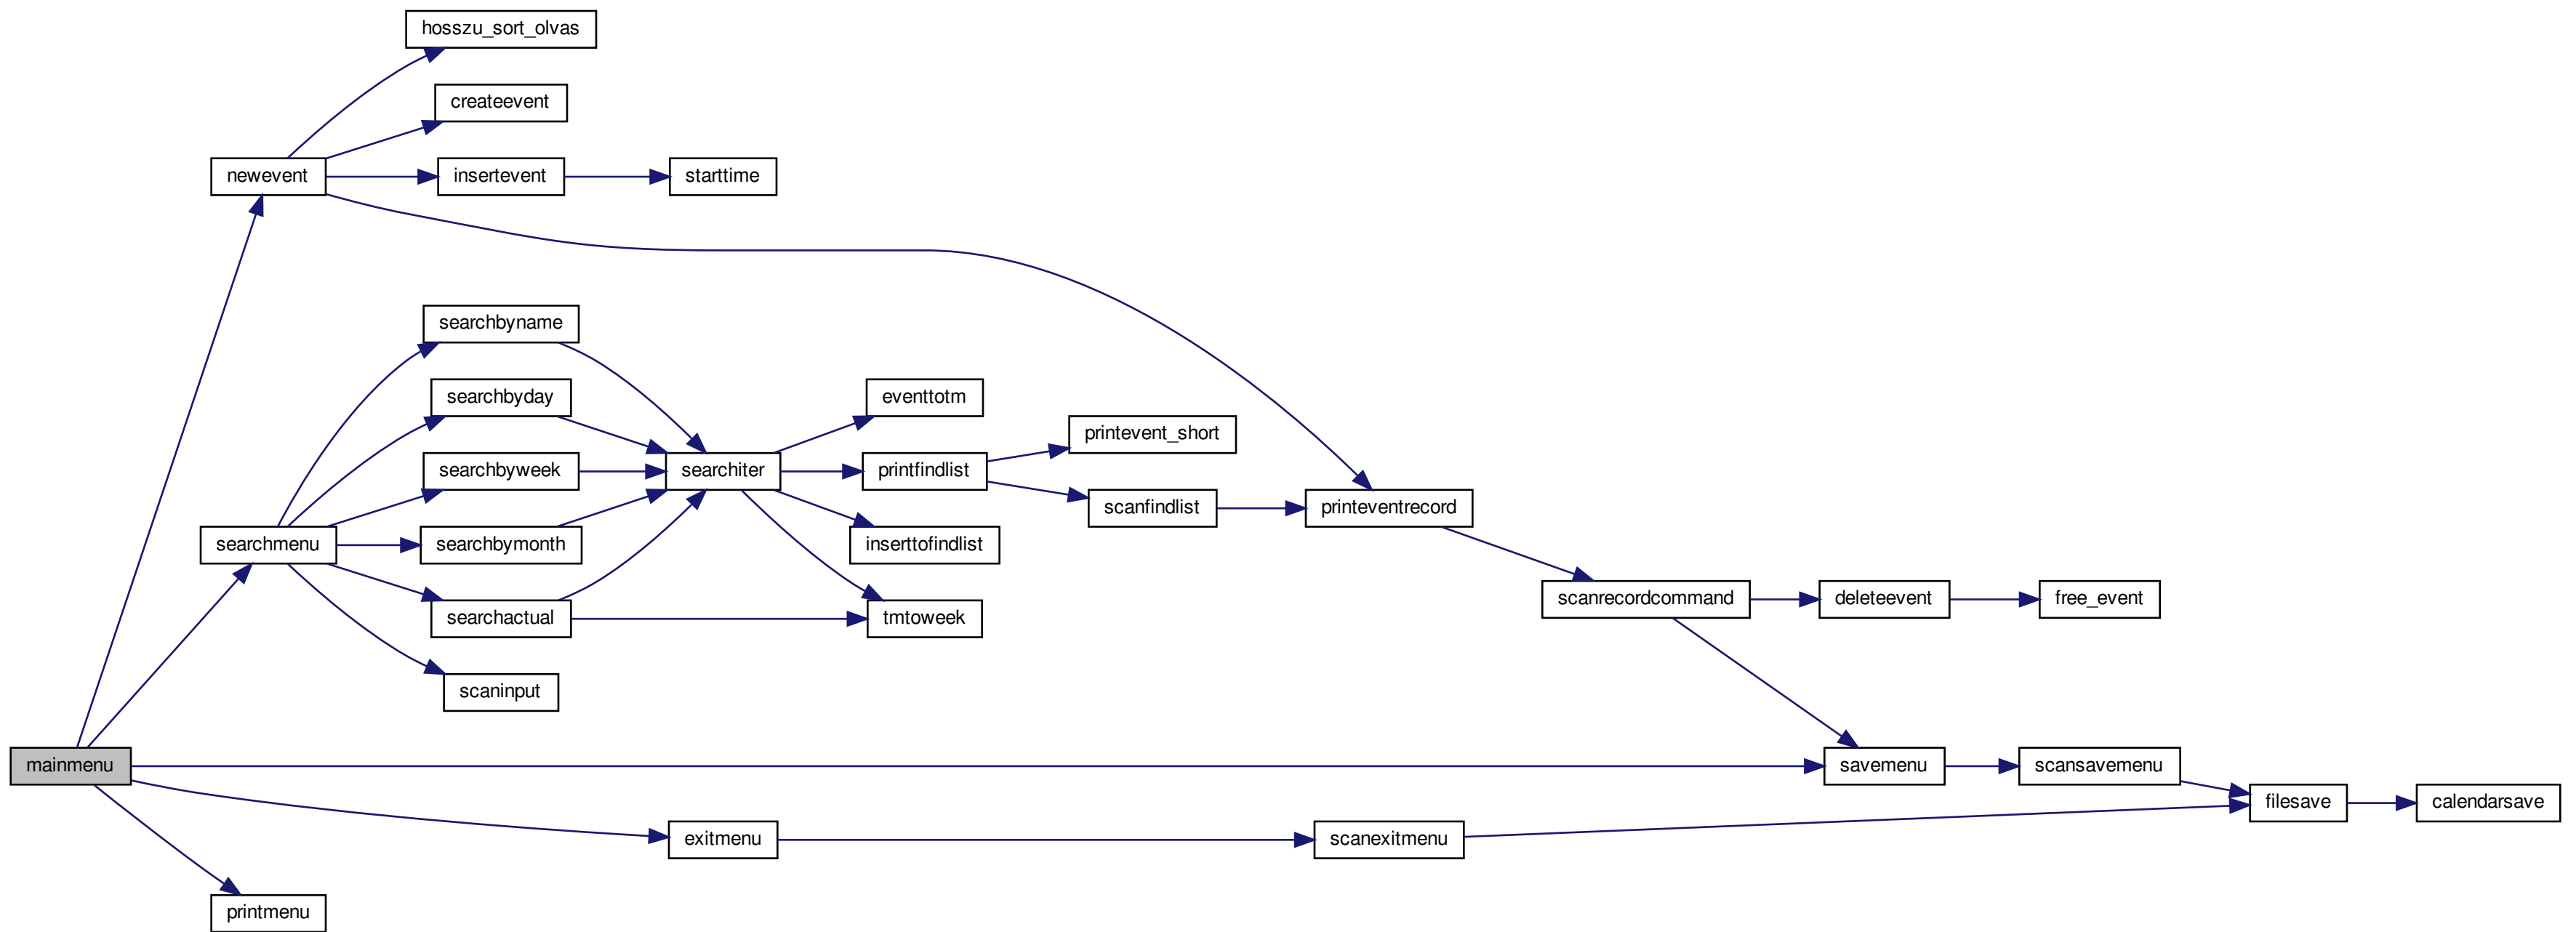 hosszu_sort_olvas
createevent
newevent
insertevent
starttime
searchbyname
searchbyday
eventtotm
printevent_short
searchbyweek
searchiter
printfindlist
scanfindlist
printeventrecord
searchmenu
searchbymonth
inserttofindlist
searchactual
tmtoweek
scanrecordcommand
deleteevent
free_event
scaninput
mainmenu
savemenu
scansavemenu
filesave
calendarsave
exitmenu
scanexitmenu
printmenu